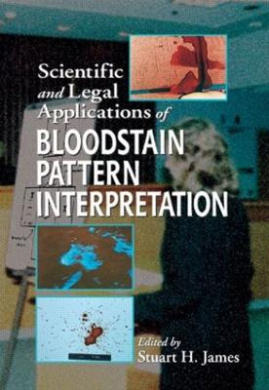 Scientific
and Legal
Applications of
BLOODSTAIN
PATTERN
INTERPRETATION
Edited by
Stuart H. James